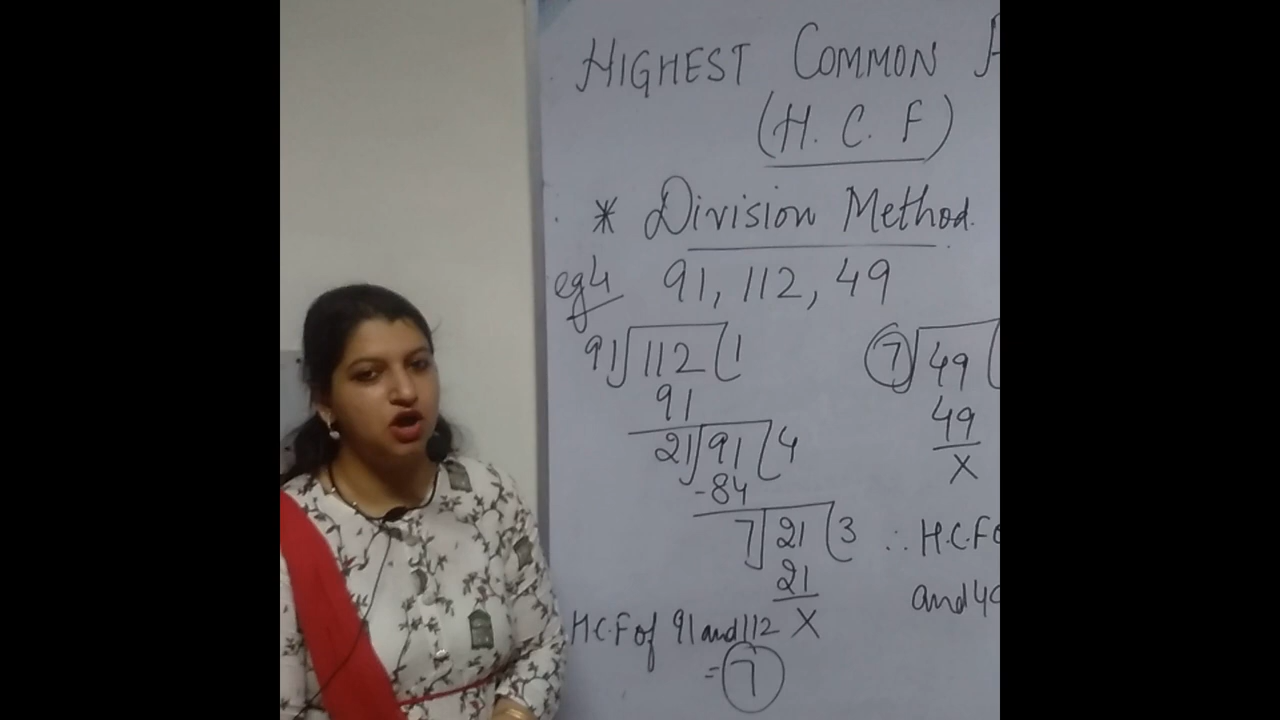 HIGHEST COMMON
(H. C. F)
* Division Method.
eg4 91, 112, 49
91 112 1
91
21 91 4
-84
7 21 3
21
X
H.C.F of 91 and 112
= 7
7 49
49
X
∴ H.C.F
and